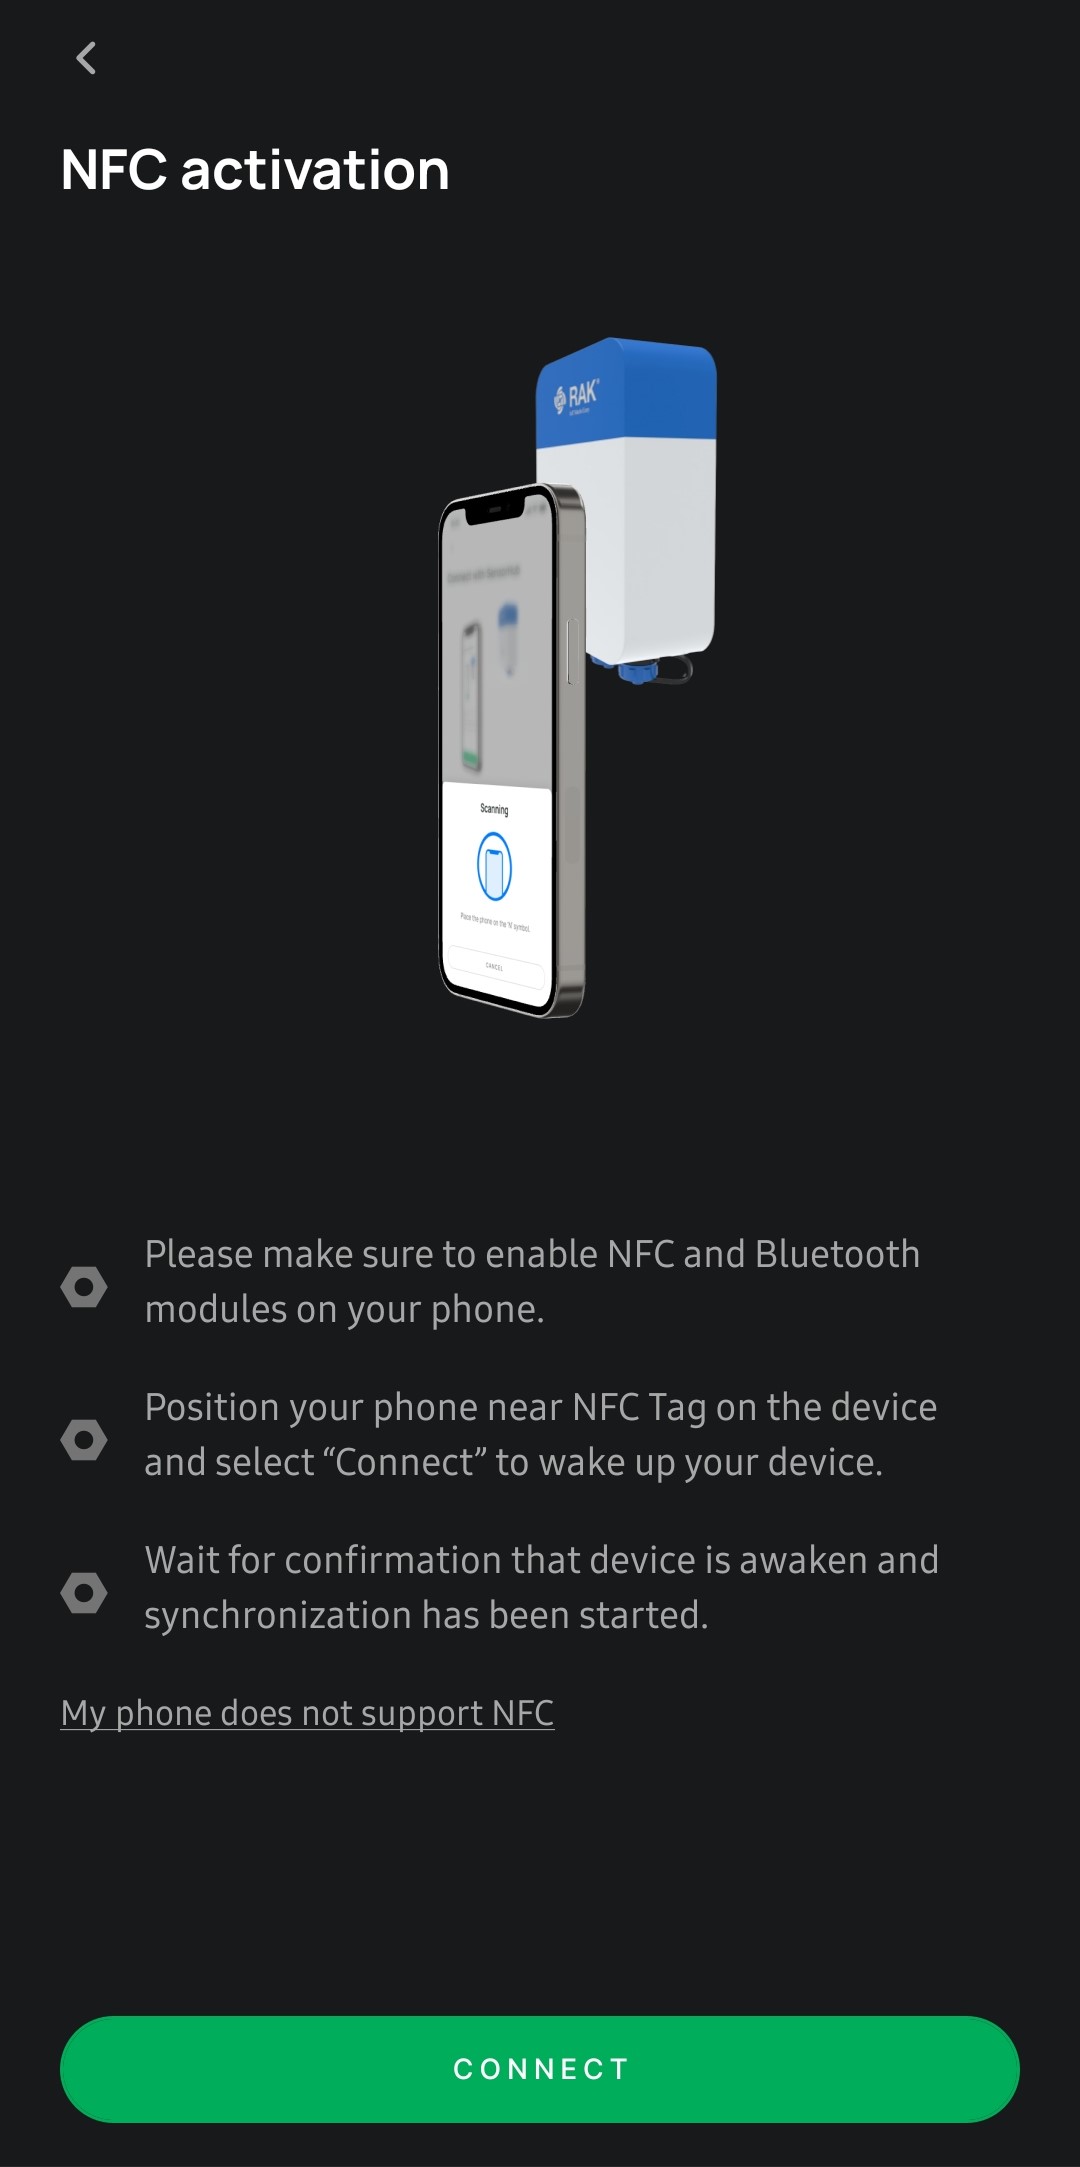 NFC activation
RAK
Scanning
Place the phone on the 'N' symbol.
CANCEL
Please make sure to enable NFC and Bluetooth
modules on your phone.
Position your phone near NFC Tag on the device
and select “Connect” to wake up your device.
Wait for confirmation that device is awaken and
synchronization has been started.
My phone does not support NFC
CONNECT